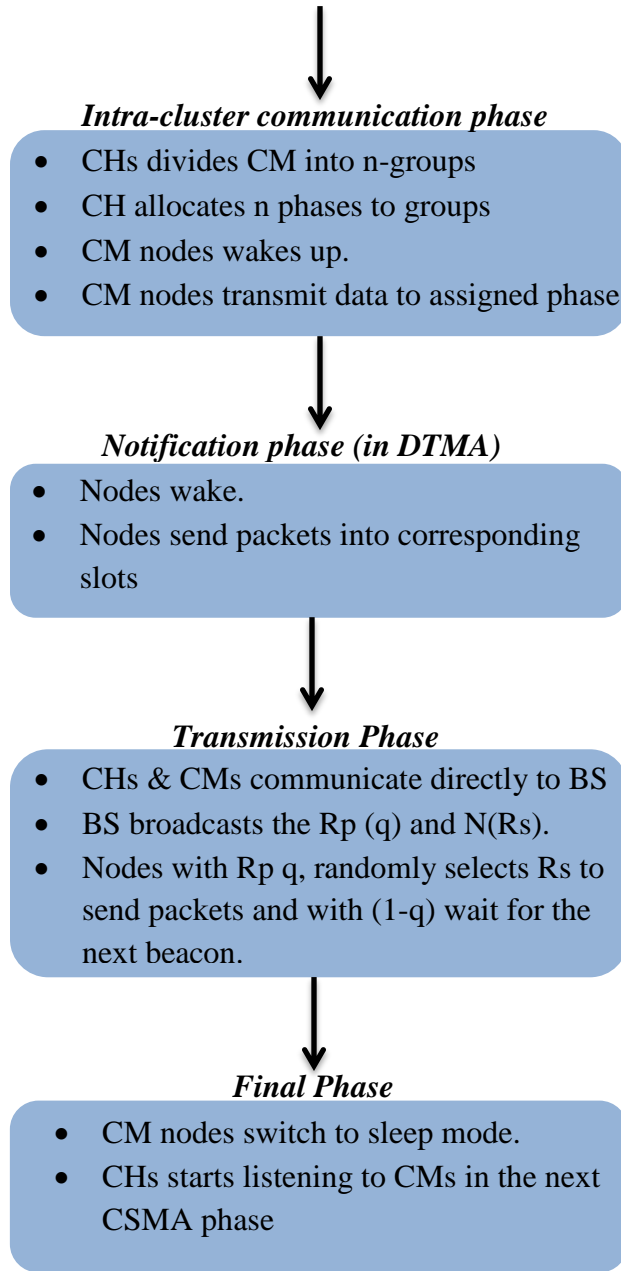 Intra-cluster communication phase
• CHs divides CM into n-groups
• CH allocates n phases to groups
• CM nodes wakes up.
• CM nodes transmit data to assigned phase
Notification phase (in DTMA)
• Nodes wake.
• Nodes send packets into corresponding
slots
Transmission Phase
• CHs & CMs communicate directly to BS
• BS broadcasts the Rp (q) and N(Rs).
• Nodes with Rp q, randomly selects Rs to
send packets and with (1-q) wait for the
next beacon.
Final Phase
• CM nodes switch to sleep mode.
• CHs starts listening to CMs in the next
CSMA phase